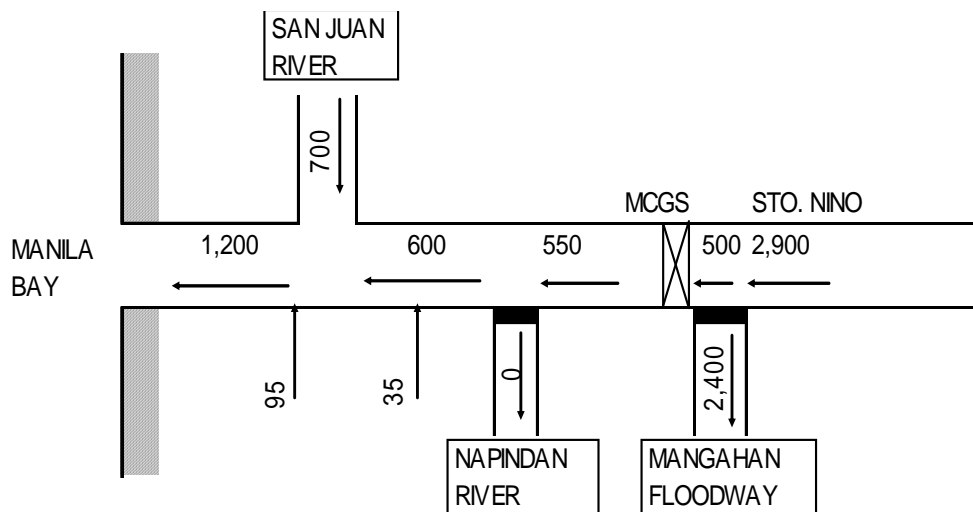 SAN JUAN
RIVER
700
MCGS STO. NINO
MANILA
BAY
1,200 600 550 500 2,900
95 35 0 2,400
NAPINDAN
RIVER
MANGAHAN
FLOODWAY